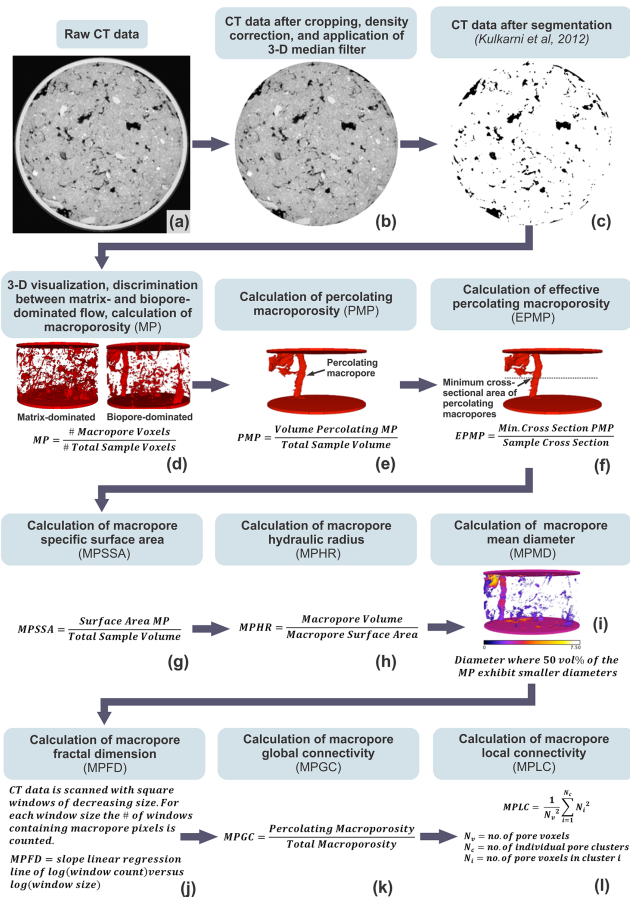 Raw CT data
CT data after cropping, density
correction, and application of
3-D median filter
CT data after segmentation
(Kulkarni et al, 2012)
(a)
(b)
(c)
3-D visualization, discrimination
between matrix- and biopore-
dominated flow, calculation of
macroporosity (MP)
Matrix-dominated
Biopore-dominated
MP = # Macropore Voxels / # Total Sample Voxels
(d)
Calculation of percolating
macroporosity (PMP)
Percolating
macropore
PMP = Volume Percolating MP / Total Sample Volume
(e)
Calculation of effective
percolating macroporosity
(EPMP)
Minimum cross-
sectional area of
percolating
macropores
EPMP = Min. Cross Section PMP / Sample Cross Section
(f)
Calculation of macropore
specific surface area
(MPSSA)
MPSSA = Surface Area MP / Total Sample Volume
(g)
Calculation of macropore
hydraulic radius
(MPHR)
MPHR = Macropore Volume / Macropore Surface Area
(h)
Calculation of macropore
mean diameter
(MPMD)
(i)
0 7.50
Diameter where 50 vol% of the
MP exhibit smaller diameters
Calculation of macropore
fractal dimension
(MPFD)
CT data is scanned with square
windows of decreasing size. For
each window size the # of windows
containing macropore pixels is
counted.
MPFD = slope linear regression
line of log(window count)versus
log(window size)
(j)
Calculation of macropore
global connectivity
(MPGC)
MPGC = Percolating Macroporosity / Total Macroporosity
(k)
Calculation of macropore
local connectivity
(MPLC)
MPLC = 1/Nv² ∑ i=1 Nc Ni²
Nv = no. of pore voxels
Nc = no. of individual pore clusters
Ni = no. of pore voxels in cluster i
(l)